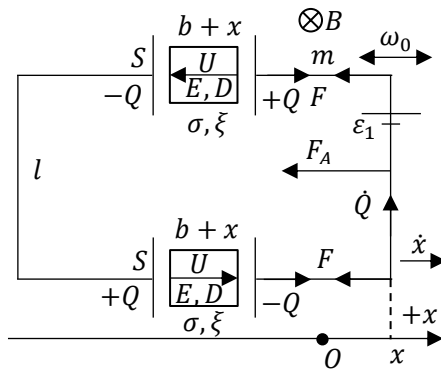 ⊗ B
b + x
ω₀
S
U
m
−Q
E, D
+Q
F
σ, ξ
ε₁
F_A
l
Q̇
b + x
S
U
F
ẋ
+Q
E, D
−Q
σ, ξ
+x
O
x